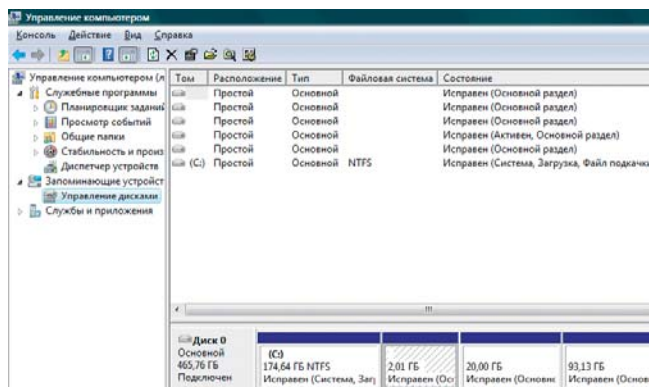 Управление компьютером
Консоль Действие Вид Справка
Управление компьютером (л
Служебные программы
Планировщик заданий
Просмотр событий
Общие папки
Стабильность и произ
Диспетчер устройств
Запоминающие устройст
Управление дисками
Службы и приложения
Том Расположение Тип Файловая система Состояние
Простой Основной Исправен (Основной раздел)
Простой Основной Исправен (Основной раздел)
Простой Основной Исправен (Основной раздел)
Простой Основной Исправен (Активен, Основной раздел)
Простой Основной Исправен (Основной раздел)
(C:) Простой Основной NTFS Исправен (Система, Загрузка, Файл подкачки
Диск 0
Основной
465,76 ГБ
Подключен
(C:)
174,64 ГБ NTFS
Исправен (Система, Загр
2,01 ГБ
Исправен (Осн
20,00 ГБ
Исправен (Основнс
93,13 ГБ
Исправен (Основ